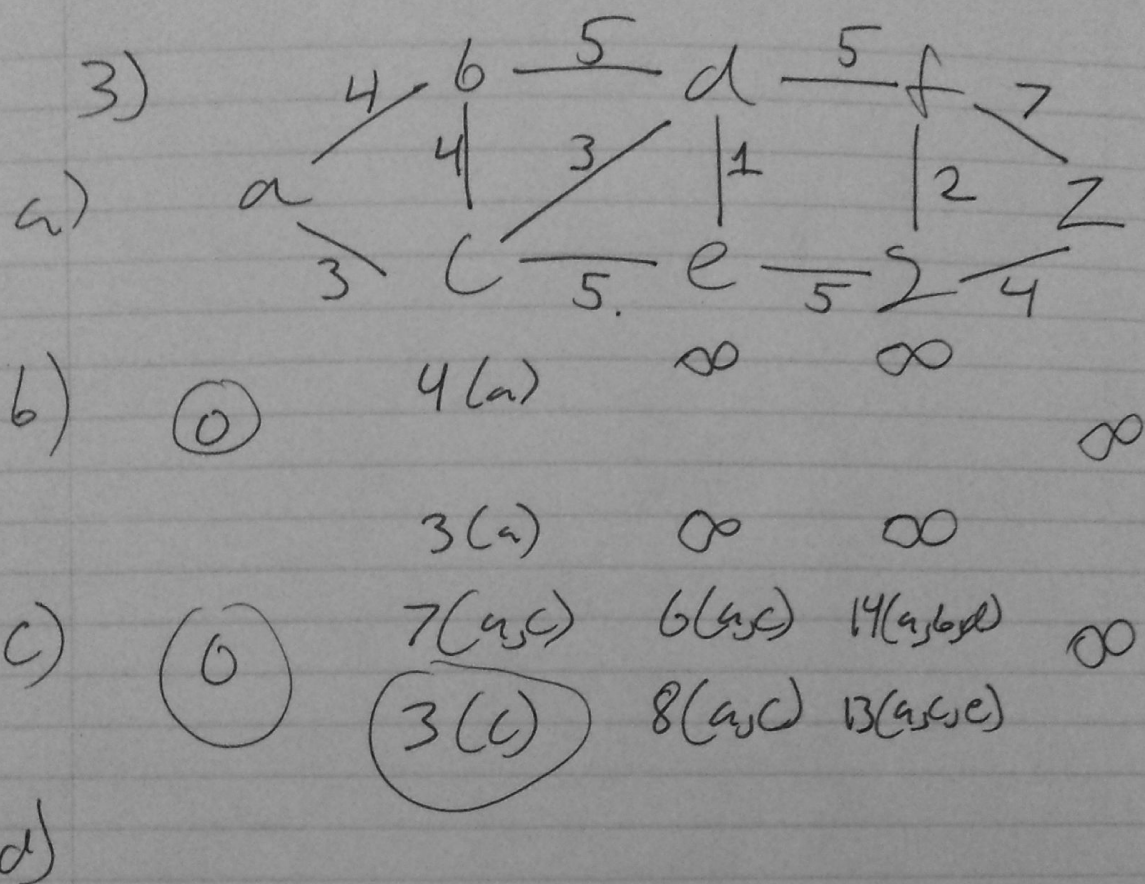 3) 4 b 5 d 5 f 7
a) a 4 3 1 2 Z
3 C 5. e 5 g 4
b) 0 4(a) ∞ ∞ ∞
3(a) ∞ ∞
c) 0 7(a,c) 6(a,c) 14(a,b,d) ∞
3(c) 8(a,c) 13(a,c,e)
d)